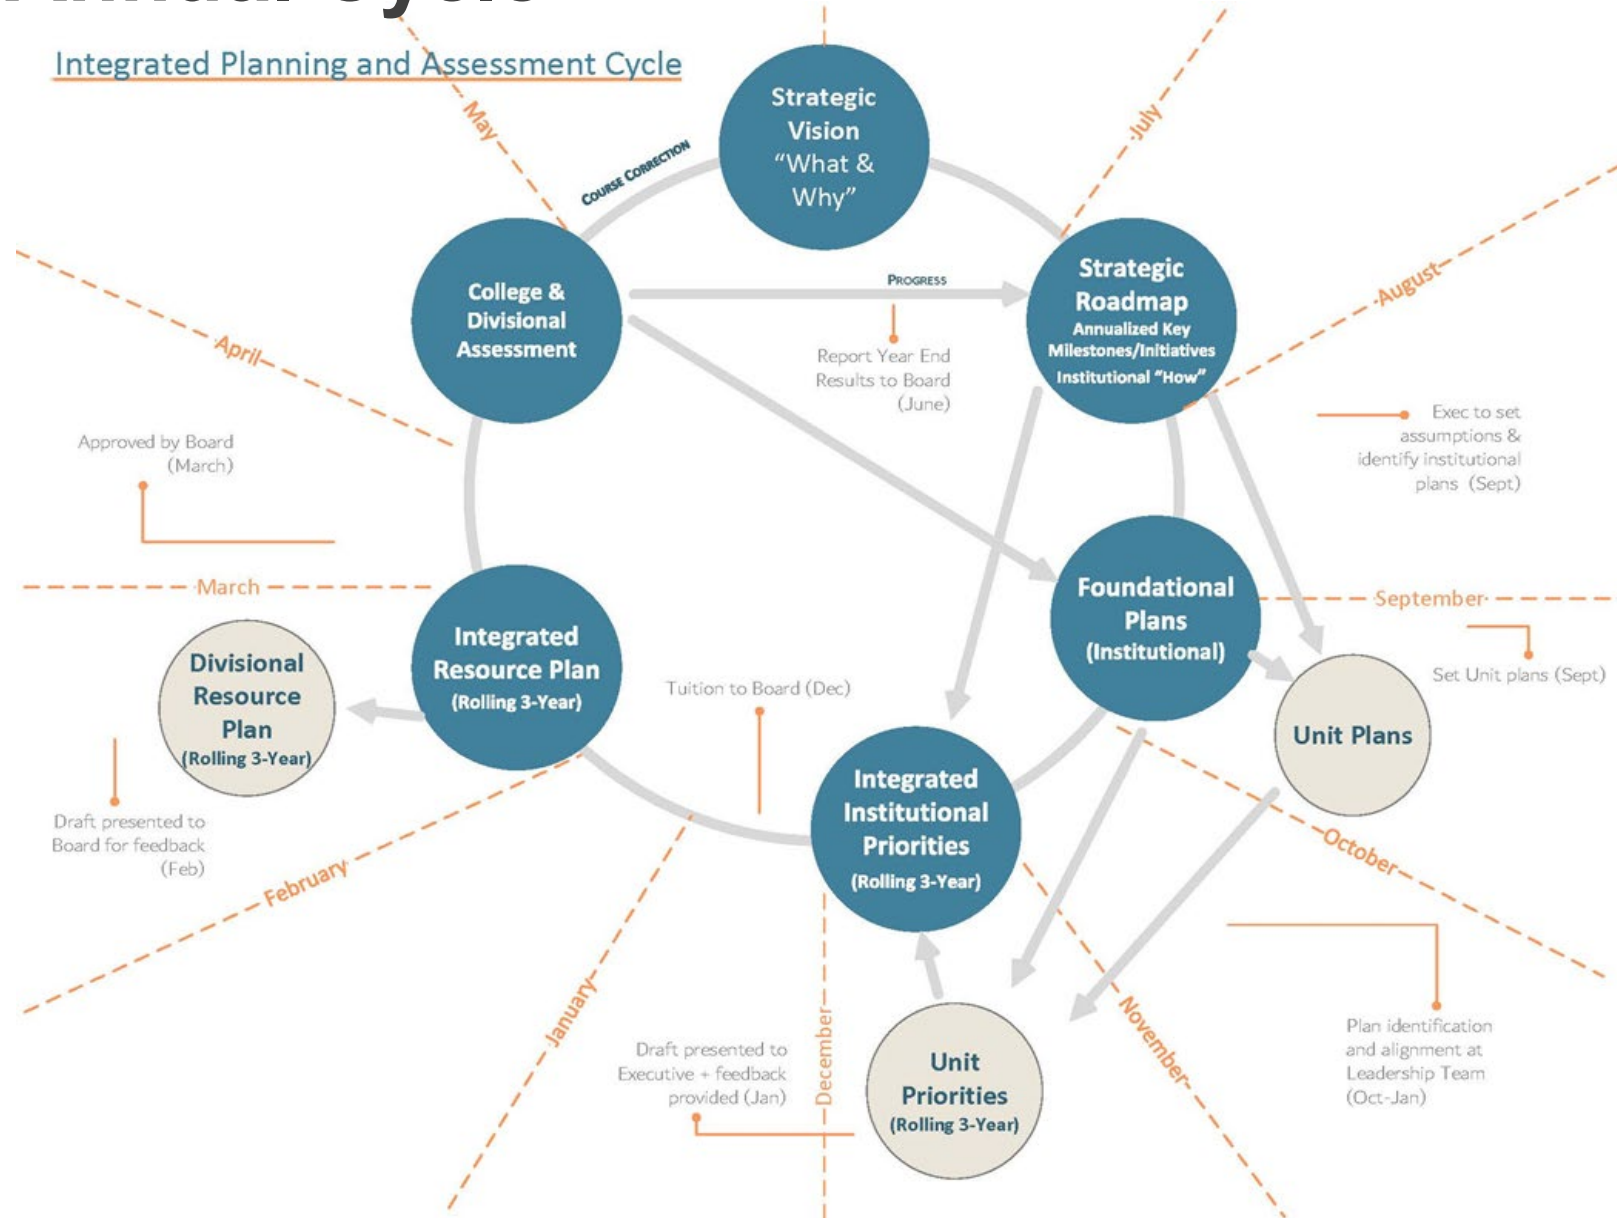 Annual Cycle
Integrated Planning and Assessment Cycle
May
July
COURSE CORRECTION
Strategic
Vision
“What &
Why”
College &
Divisional
Assessment
PROGRESS
Report Year End
Results to Board
(June)
Strategic
Roadmap
Annualized Key
Milestones/Initiatives
Institutional “How”
August
April
Approved by Board
(March)
Exec to set
assumptions &
identify institutional
plans (Sept)
March
September
Foundational
Plans
(Institutional)
Set Unit plans (Sept)
Integrated
Resource Plan
(Rolling 3-Year)
Divisional
Resource
Plan
(Rolling 3-Year)
Tuition to Board (Dec)
Unit Plans
Draft presented to
Board for feedback
(Feb)
February
Integrated
Institutional
Priorities
(Rolling 3-Year)
October
January
December
November
Draft presented to
Executive + feedback
provided (Jan)
Unit
Priorities
(Rolling 3-Year)
Plan identification
and alignment at
Leadership Team
(Oct-Jan)